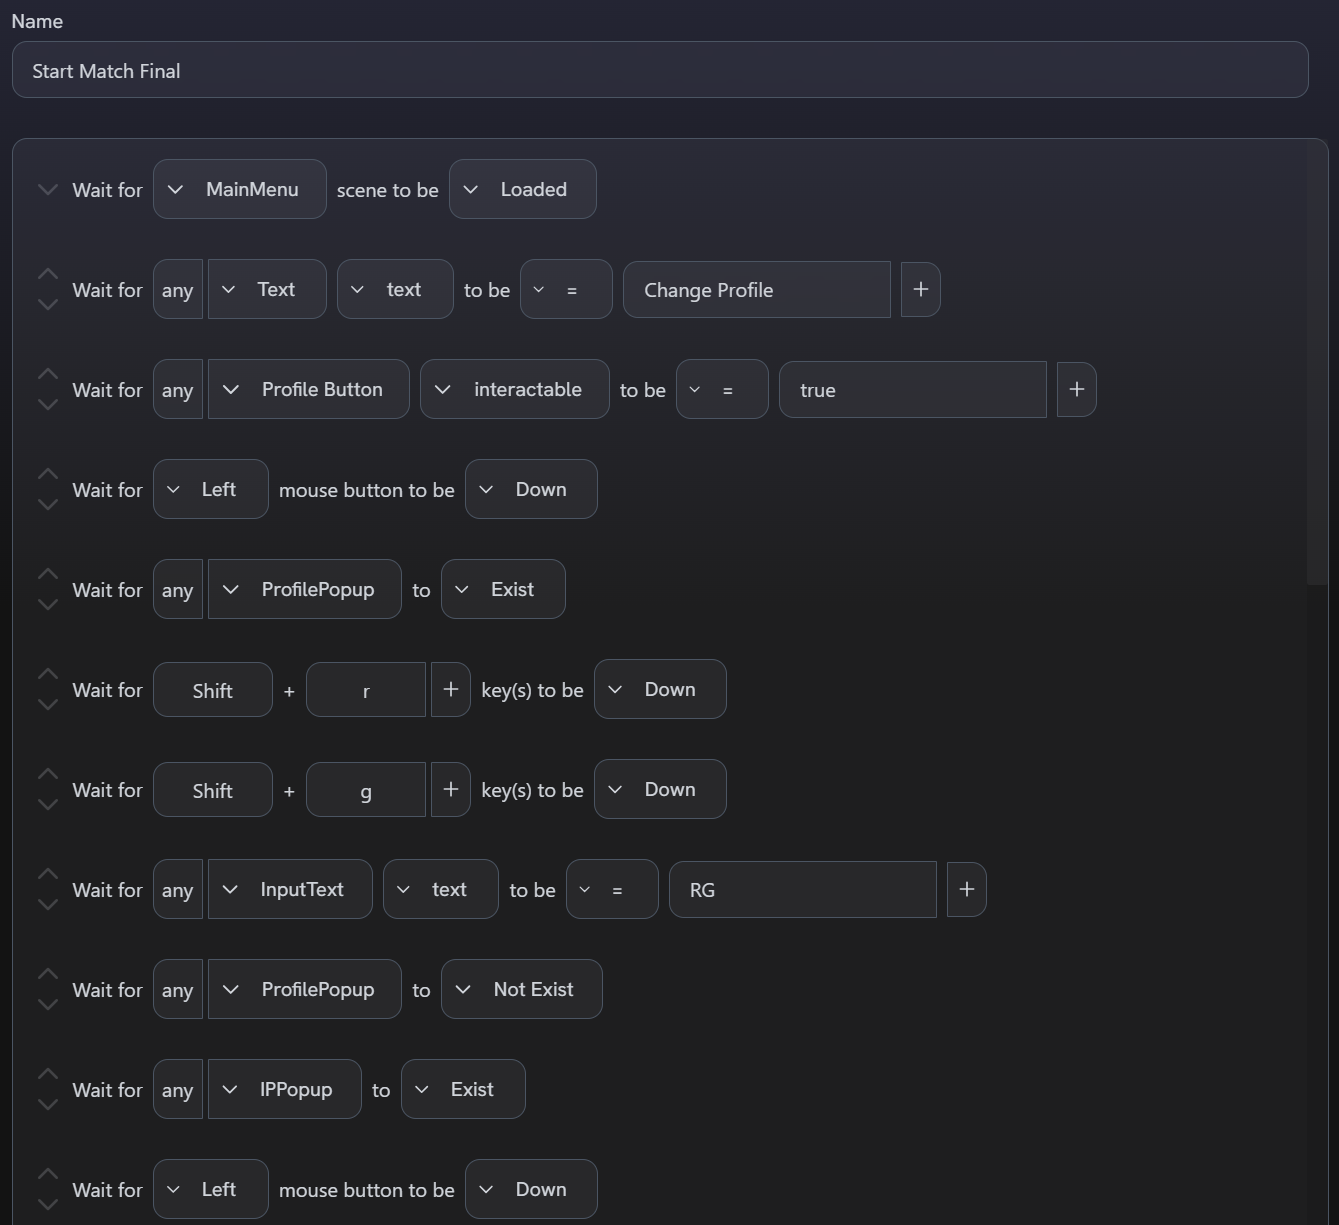 Name
Start Match Final
Wait for MainMenu scene to be Loaded
Wait for any Text text to be = Change Profile +
Wait for any Profile Button interactable to be = true +
Wait for Left mouse button to be Down
Wait for any ProfilePopup to Exist
Wait for Shift + r + key(s) to be Down
Wait for Shift + g + key(s) to be Down
Wait for any InputText text to be = RG +
Wait for any ProfilePopup to Not Exist
Wait for any IPPopup to Exist
Wait for Left mouse button to be Down